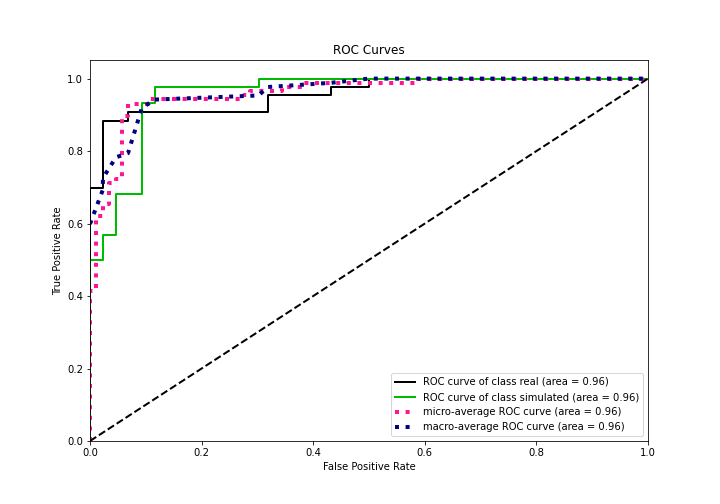 ROC Curves
True Positive Rate
1.0
0.8
0.6
0.4
0.2
0.0
0.0 0.2 0.4 0.6 0.8 1.0
False Positive Rate
ROC curve of class real (area = 0.96)
ROC curve of class simulated (area = 0.96)
micro-average ROC curve (area = 0.96)
macro-average ROC curve (area = 0.96)